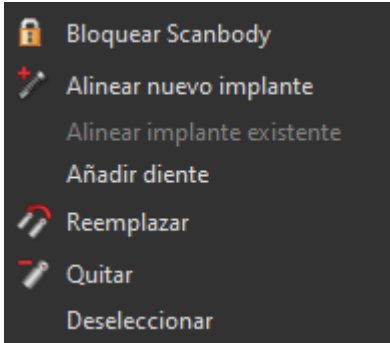 Bloquear Scanbody
Alinear nuevo implante
Alinear implante existente
Añadir diente
Reemplazar
Quitar
Deseleccionar